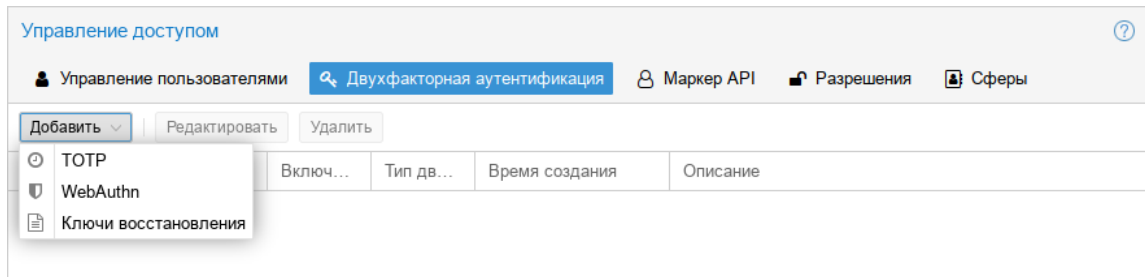 Управление доступом
Управление пользователями Двухфакторная аутентификация Маркер API Разрешения Сферы
Добавить Редактировать Удалить
Включ... Тип дв... Время создания Описание
TOTP
WebAuthn
Ключи восстановления